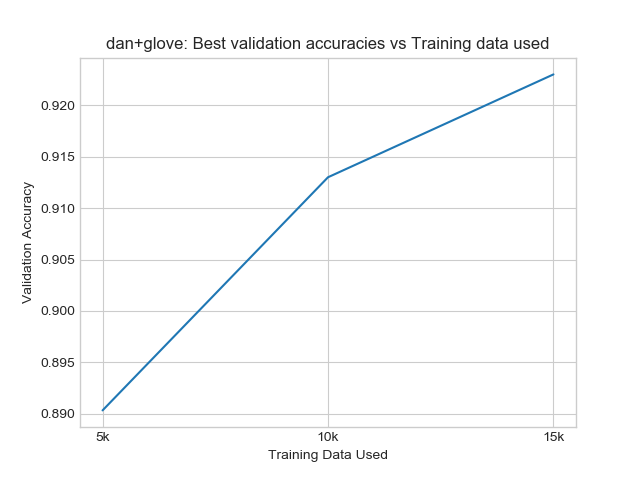 dan+glove: Best validation accuracies vs Training data used
0.920
0.915
0.910
0.905
0.900
0.895
0.890
Validation Accuracy
5k 10k 15k
Training Data Used